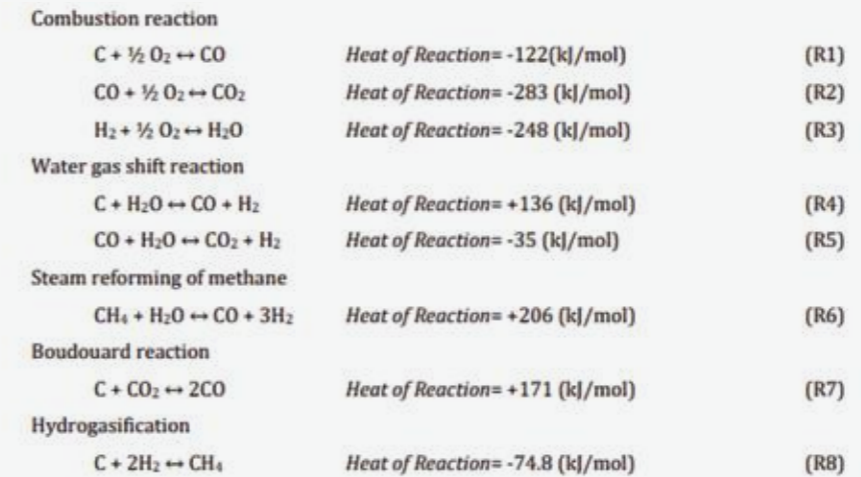 Combustion reaction
C + ½ O₂ ↔ CO Heat of Reaction= -122(kJ/mol) (R1)
CO + ½ O₂ ↔ CO₂ Heat of Reaction= -283 (kJ/mol) (R2)
H₂ + ½ O₂ ↔ H₂O Heat of Reaction= -248 (kJ/mol) (R3)
Water gas shift reaction
C + H₂O ↔ CO + H₂ Heat of Reaction= +136 (kJ/mol) (R4)
CO + H₂O ↔ CO₂ + H₂ Heat of Reaction= -35 (kJ/mol) (R5)
Steam reforming of methane
CH₄ + H₂O ↔ CO + 3H₂ Heat of Reaction= +206 (kJ/mol) (R6)
Boudouard reaction
C + CO₂ ↔ 2CO Heat of Reaction= +171 (kJ/mol) (R7)
Hydrogasification
C + 2H₂ ↔ CH₄ Heat of Reaction= -74.8 (kJ/mol) (R8)